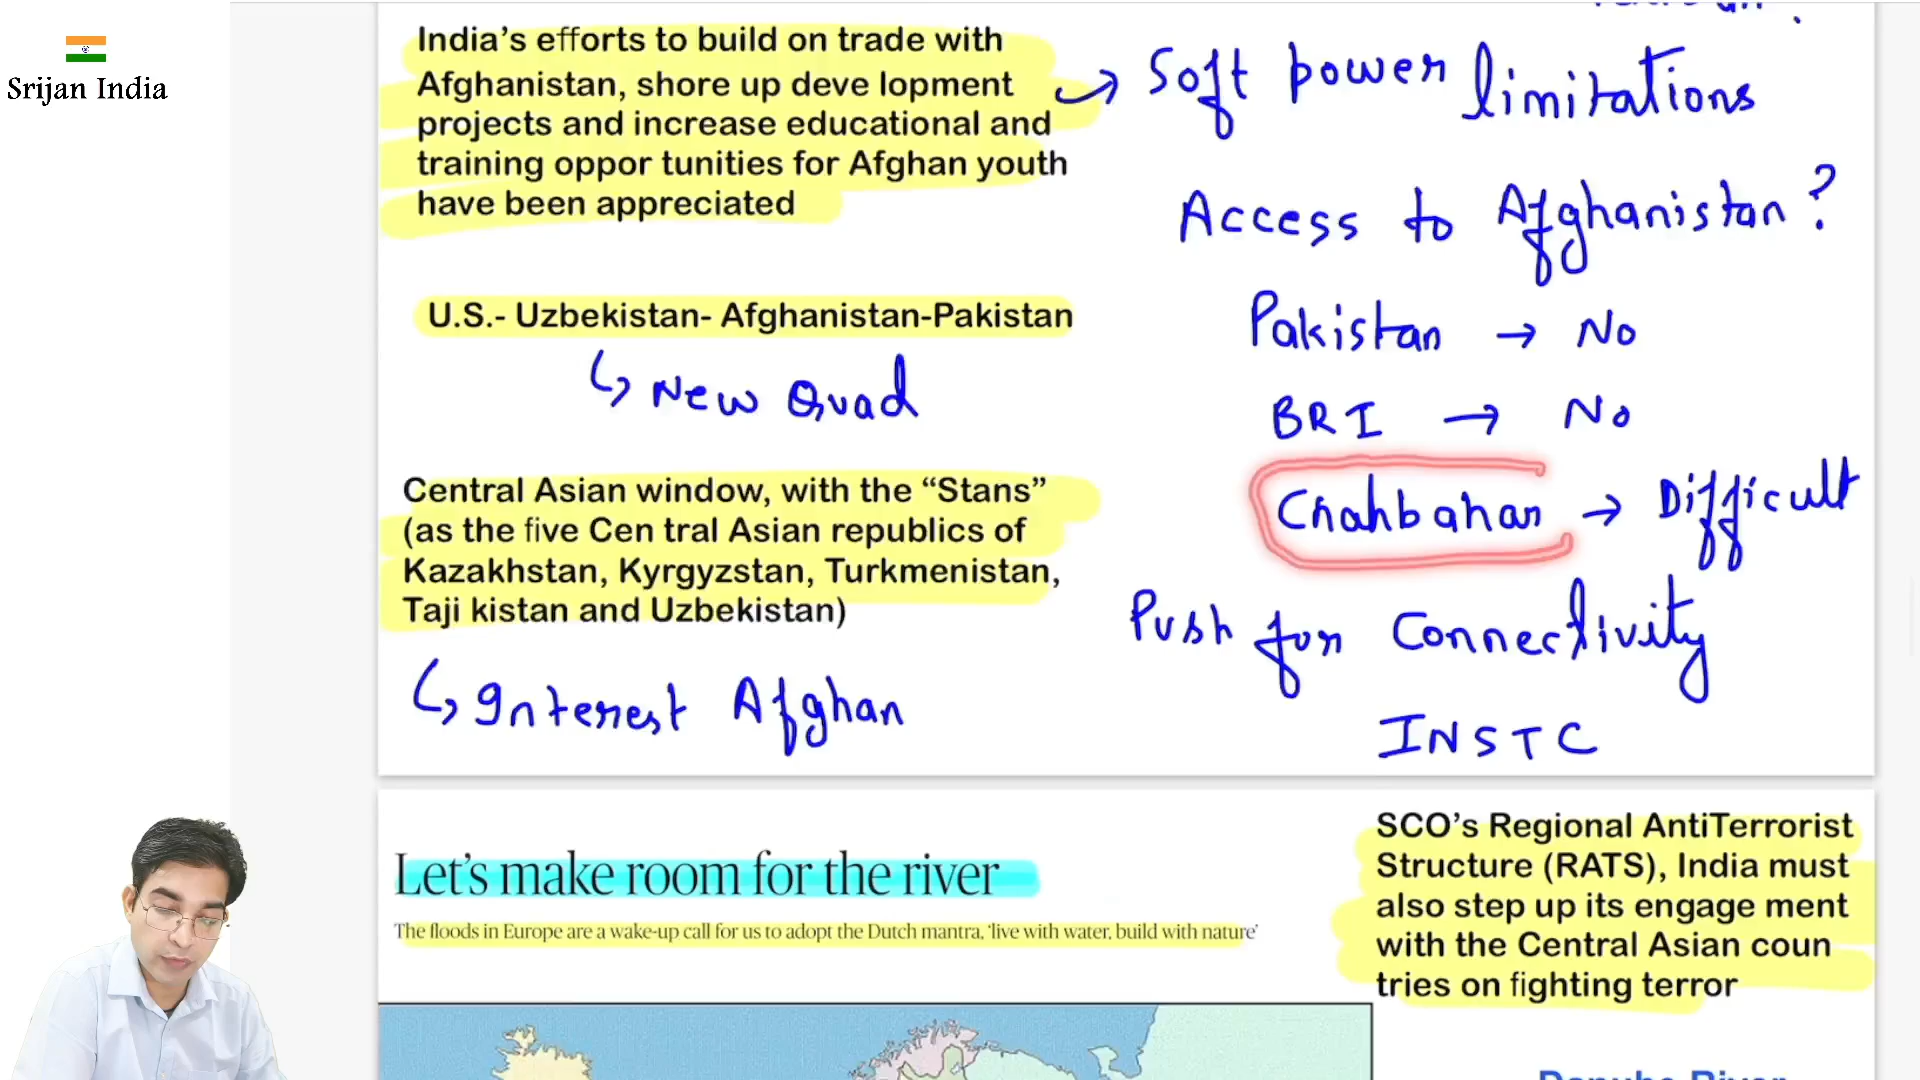 Srijan India
India's efforts to build on trade with
Afghanistan, shore up deve lopment
projects and increase educational and
training oppor tunities for Afghan youth
have been appreciated
Soft power limitations
Access to Afghanistan?
U.S.- Uzbekistan- Afghanistan-Pakistan
New Quad
Pakistan → No
BRI → No
Central Asian window, with the “Stans”
(as the five Cen tral Asian republics of
Kazakhstan, Kyrgyzstan, Turkmenistan,
Taji kistan and Uzbekistan)
Interest Afghan
Chahbahar → Difficult
Push for Connectivity
INSTC
Let's make room for the river
The floods in Europe are a wake-up call for us to adopt the Dutch mantra, ‘live with water, build with nature’
SCO's Regional AntiTerrorist
Structure (RATS), India must
also step up its engage ment
with the Central Asian coun
tries on fighting terror
Danube River